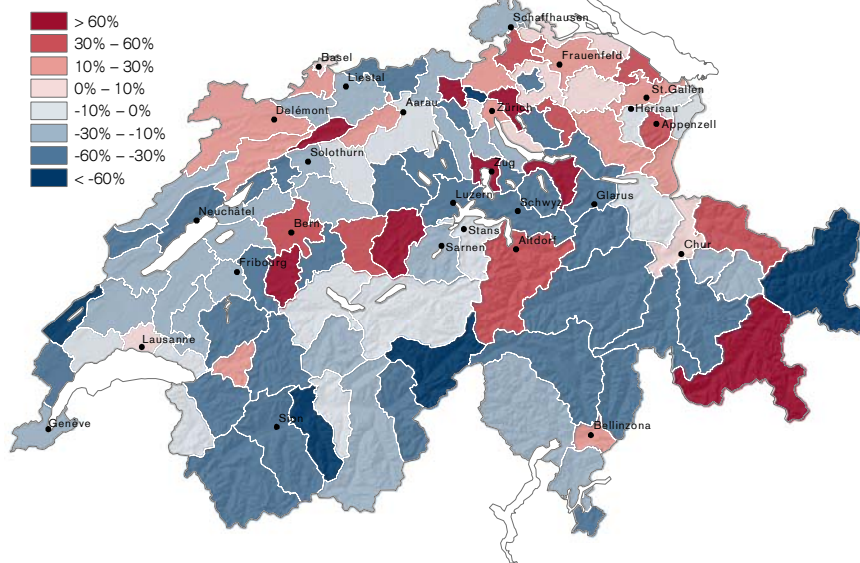 > 60%
30% – 60%
10% – 30%
0% – 10%
-10% – 0%
-30% – -10%
-60% – -30%
< -60%
Schaffhausen
Basel
Frauenfeld
Liestal
St.Gallen
Delémont
Aarau
Zürich
Herisau
Appenzell
Solothurn
Zug
Luzern
Glarus
Neuchâtel
Schwyz
Bern
Stans
Altdorf
Sarnen
Chur
Fribourg
Lausanne
Sion
Bellinzona
Genève